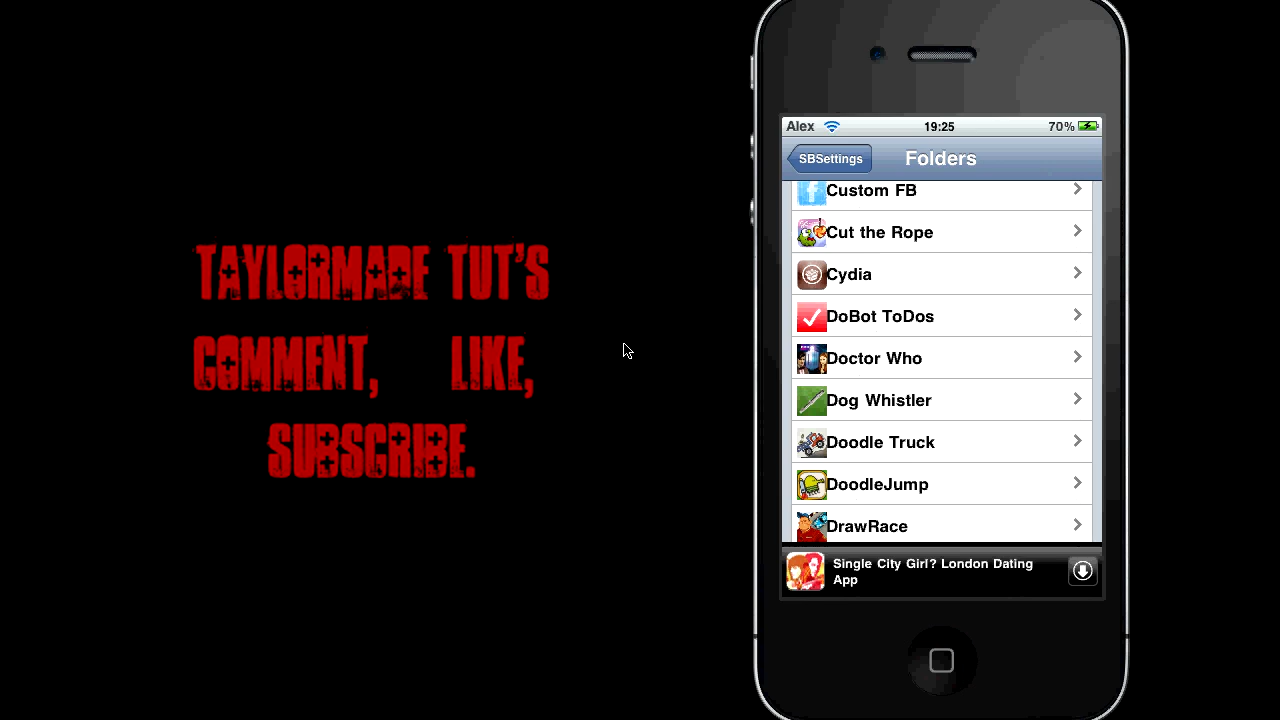 TAYLORMADE TUT'S
COMMENT, LIKE,
SUBSCRIBE.
Alex 19:25 70%
SBSettings Folders
Custom FB
Cut the Rope
Cydia
DoBot ToDos
Doctor Who
Dog Whistler
Doodle Truck
DoodleJump
DrawRace
Single City Girl? London Dating
App